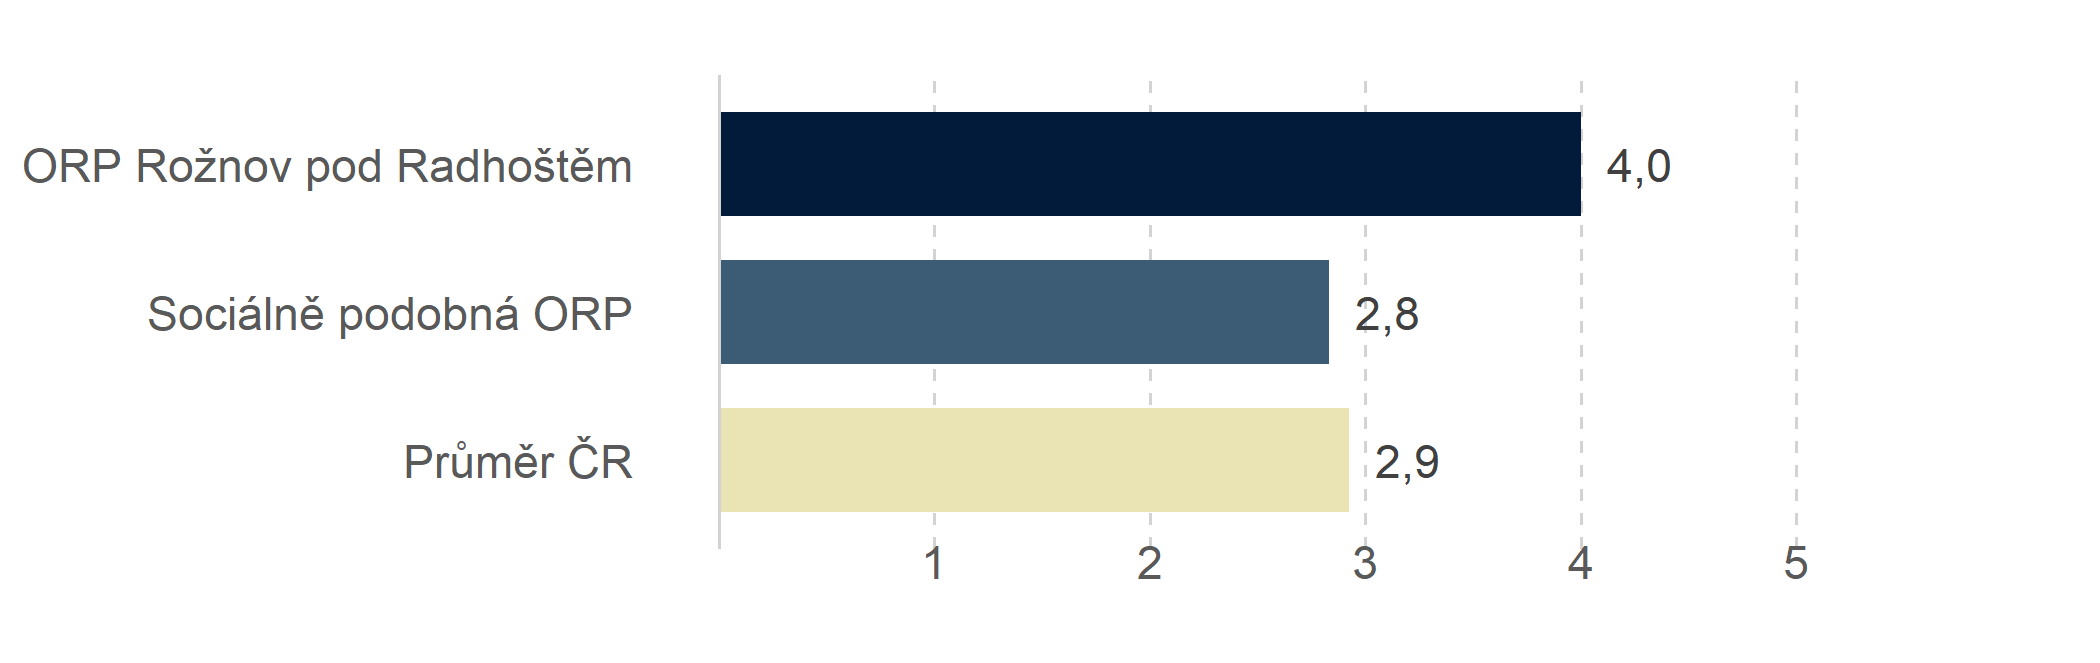 ORP Rožnov pod Radhoštěm 4,0
Sociálně podobná ORP 2,8
Průměr ČR 2,9
1 2 3 4 5